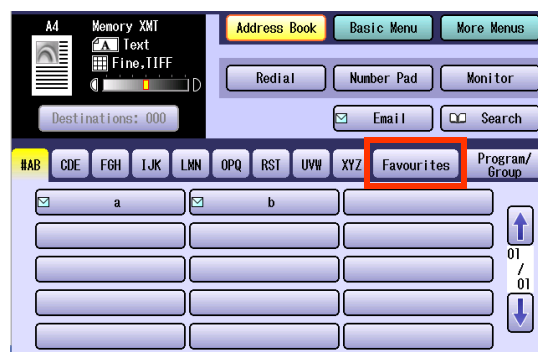 A4 Memory XMT
A Text
Fine,TIFF
D
Destinations: 000
Address Book Basic Menu More Menus
Redial Number Pad Monitor
Email Search
#AB CDE FGH IJK LMN OPQ RST UVW XYZ Favourites Program/
Group
a b
01
/
01